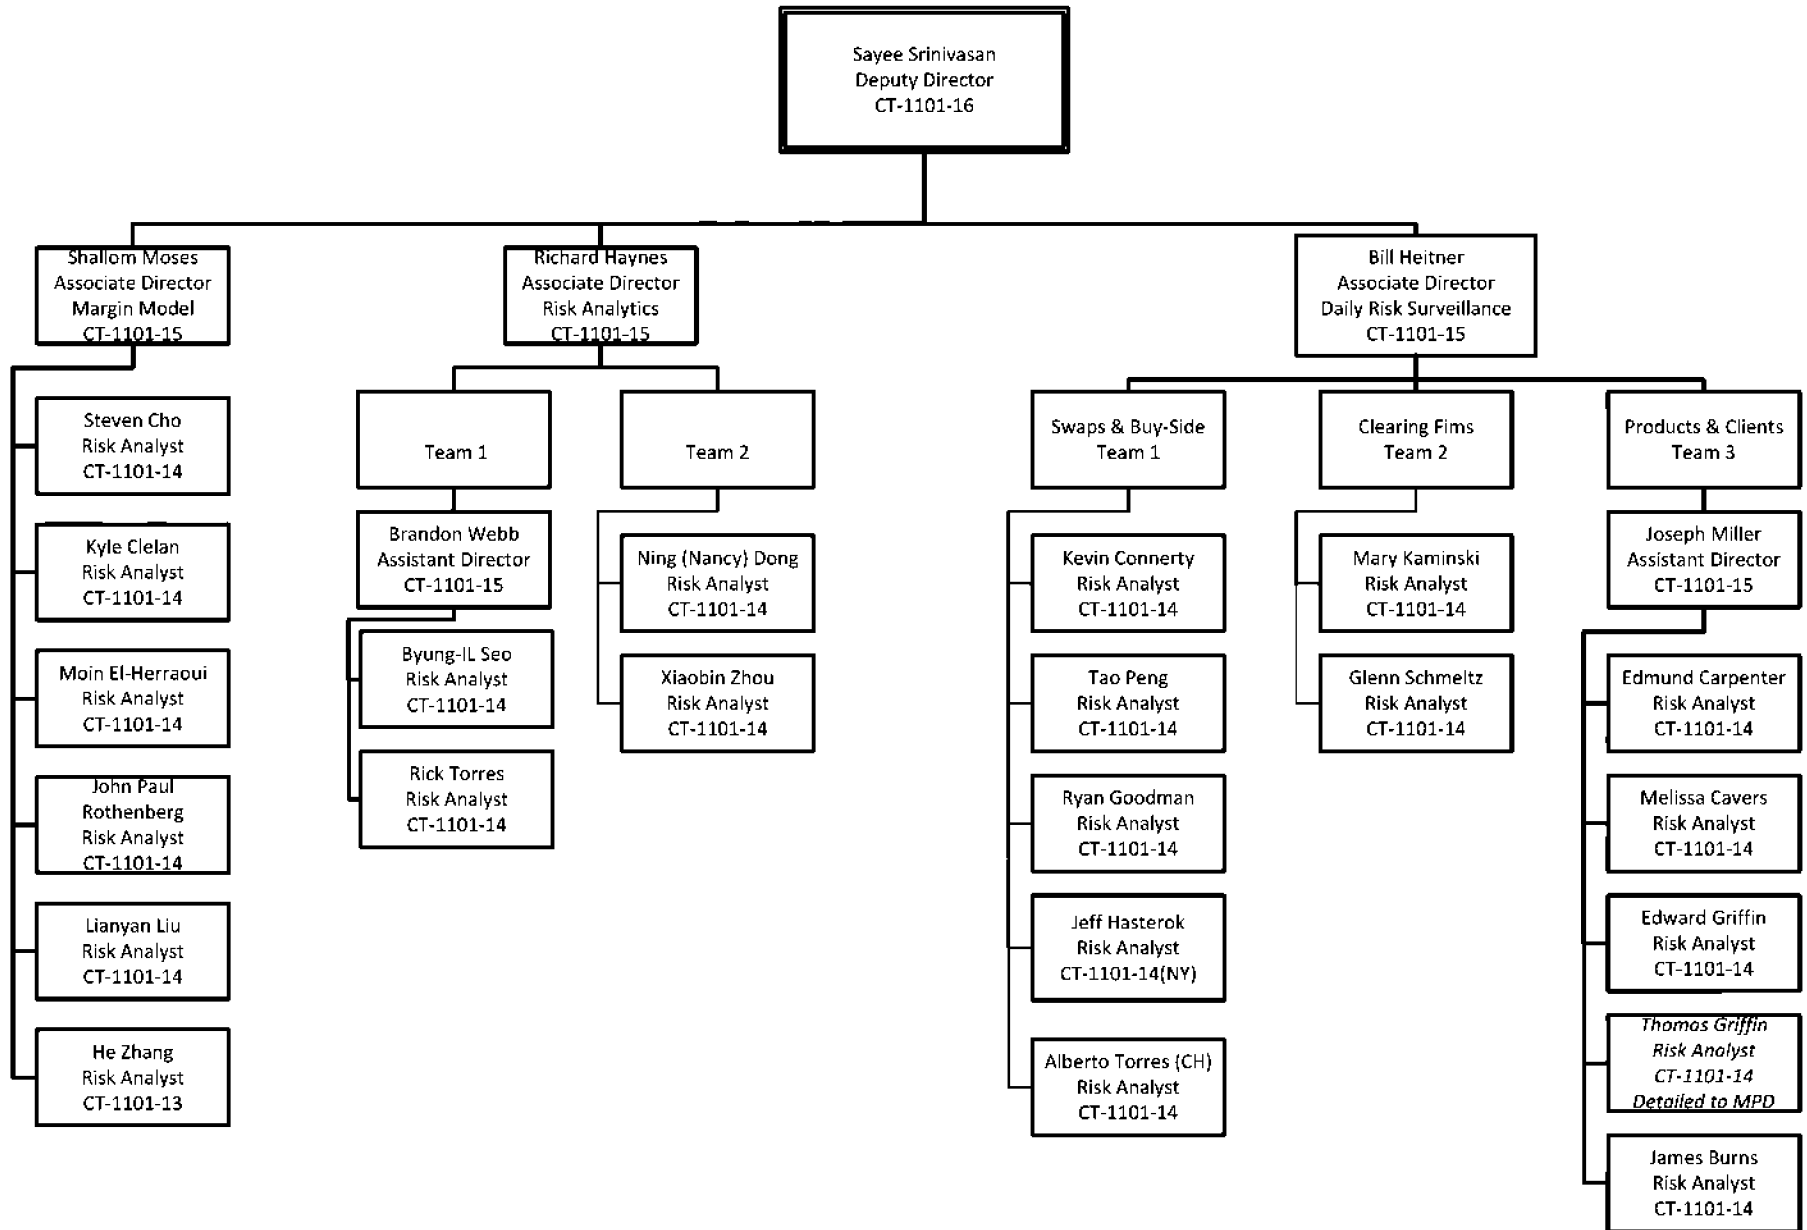 Sayee Srinivasan
Deputy Director
CT-1101-16
Shallom Moses
Associate Director
Margin Model
CT-1101-15
Richard Haynes
Associate Director
Risk Analytics
CT-1101-15
Bill Heitner
Associate Director
Daily Risk Surveillance
CT-1101-15
Steven Cho
Risk Analyst
CT-1101-14
Kyle Clelan
Risk Analyst
CT-1101-14
Moin El-Herraoui
Risk Analyst
CT-1101-14
John Paul
Rothenberg
Risk Analyst
CT-1101-14
Lianyan Liu
Risk Analyst
CT-1101-14
He Zhang
Risk Analyst
CT-1101-13
Team 1
Brandon Webb
Assistant Director
CT-1101-15
Byung-IL Seo
Risk Analyst
CT-1101-14
Rick Torres
Risk Analyst
CT-1101-14
Team 2
Ning (Nancy) Dong
Risk Analyst
CT-1101-14
Xiaobin Zhou
Risk Analyst
CT-1101-14
Swaps & Buy-Side
Team 1
Kevin Connerty
Risk Analyst
CT-1101-14
Tao Peng
Risk Analyst
CT-1101-14
Ryan Goodman
Risk Analyst
CT-1101-14
Jeff Hasterok
Risk Analyst
CT-1101-14(NY)
Alberto Torres (CH)
Risk Analyst
CT-1101-14
Clearing Fims
Team 2
Mary Kaminski
Risk Analyst
CT-1101-14
Glenn Schmeltz
Risk Analyst
CT-1101-14
Products & Clients
Team 3
Joseph Miller
Assistant Director
CT-1101-15
Edmund Carpenter
Risk Analyst
CT-1101-14
Melissa Cavers
Risk Analyst
CT-1101-14
Edward Griffin
Risk Analyst
CT-1101-14
Thomas Griffin
Risk Analyst
CT-1101-14
Detailed to MPD
James Burns
Risk Analyst
CT-1101-14